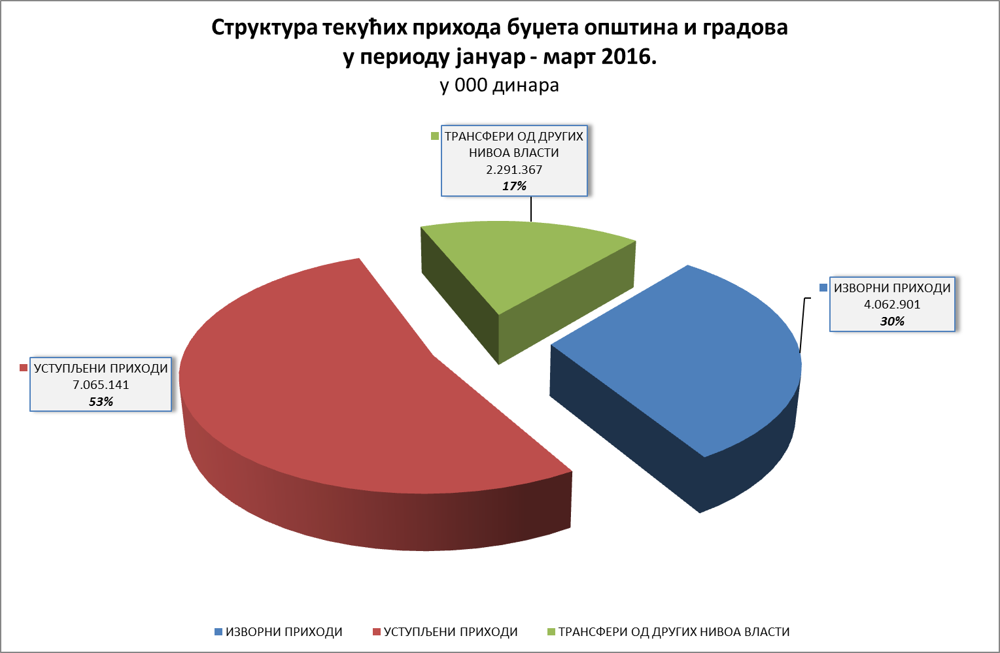 Структура текућих прихода буџета општина и градова
у периоду јануар - март 2016.
у 000 динара
ТРАНСФЕРИ ОД ДРУГИХ
НИВОА ВЛАСТИ
2.291.367
17%
ИЗВОРНИ ПРИХОДИ
4.062.901
30%
УСТУПЉЕНИ ПРИХОДИ
7.065.141
53%
ИЗВОРНИ ПРИХОДИ
УСТУПЉЕНИ ПРИХОДИ
ТРАНСФЕРИ ОД ДРУГИХ НИВОА ВЛАСТИ